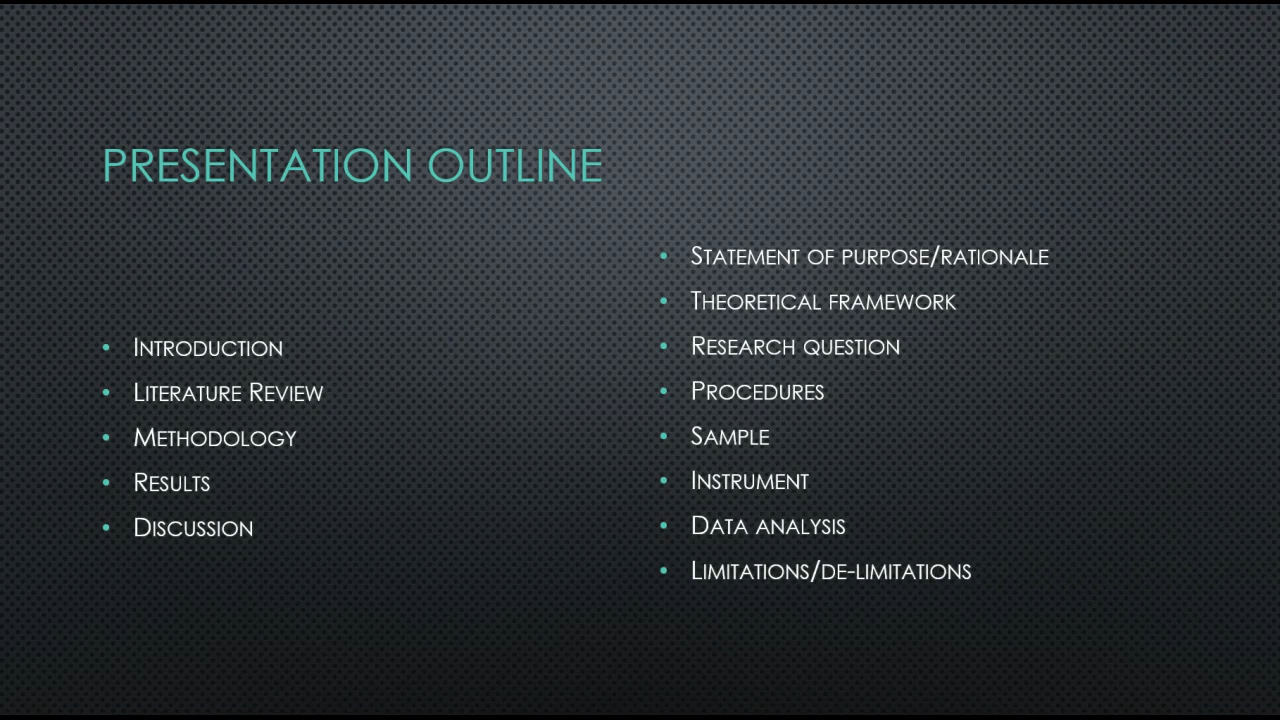 PRESENTATION OUTLINE
• INTRODUCTION
• LITERATURE REVIEW
• METHODOLOGY
• RESULTS
• DISCUSSION
• STATEMENT OF PURPOSE/RATIONALE
• THEORETICAL FRAMEWORK
• RESEARCH QUESTION
• PROCEDURES
• SAMPLE
• INSTRUMENT
• DATA ANALYSIS
• LIMITATIONS/DE-LIMITATIONS